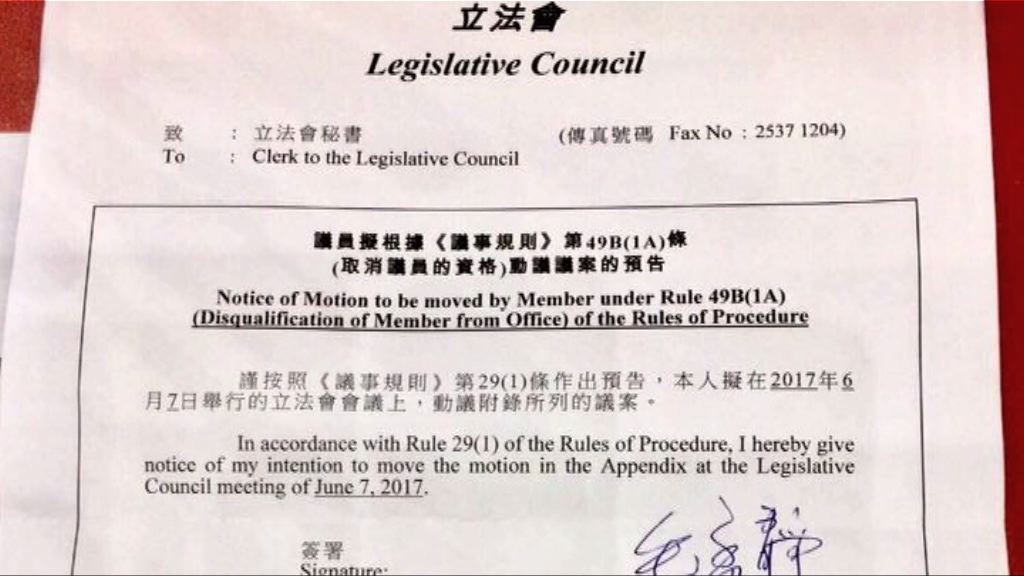 立法會
Legislative Council
致 : 立法會秘書 (傳真號碼 Fax No : 2537 1204)
To : Clerk to the Legislative Council
議員擬根據《議事規則》第49B(1A)條
(取消議員的資格)動議議案的預告
Notice of Motion to be moved by Member under Rule 49B(1A)
(Disqualification of Member from Office) of the Rules of Procedure
謹按照《議事規則》第29(1)條作出預告，本人擬在2017年6
月7日舉行的立法會會議上，動議附錄所列的議案。
In accordance with Rule 29(1) of the Rules of Procedure, I hereby give
notice of my intention to move the motion in the Appendix at the Legislative
Council meeting of June 7, 2017.
簽署
Signature: